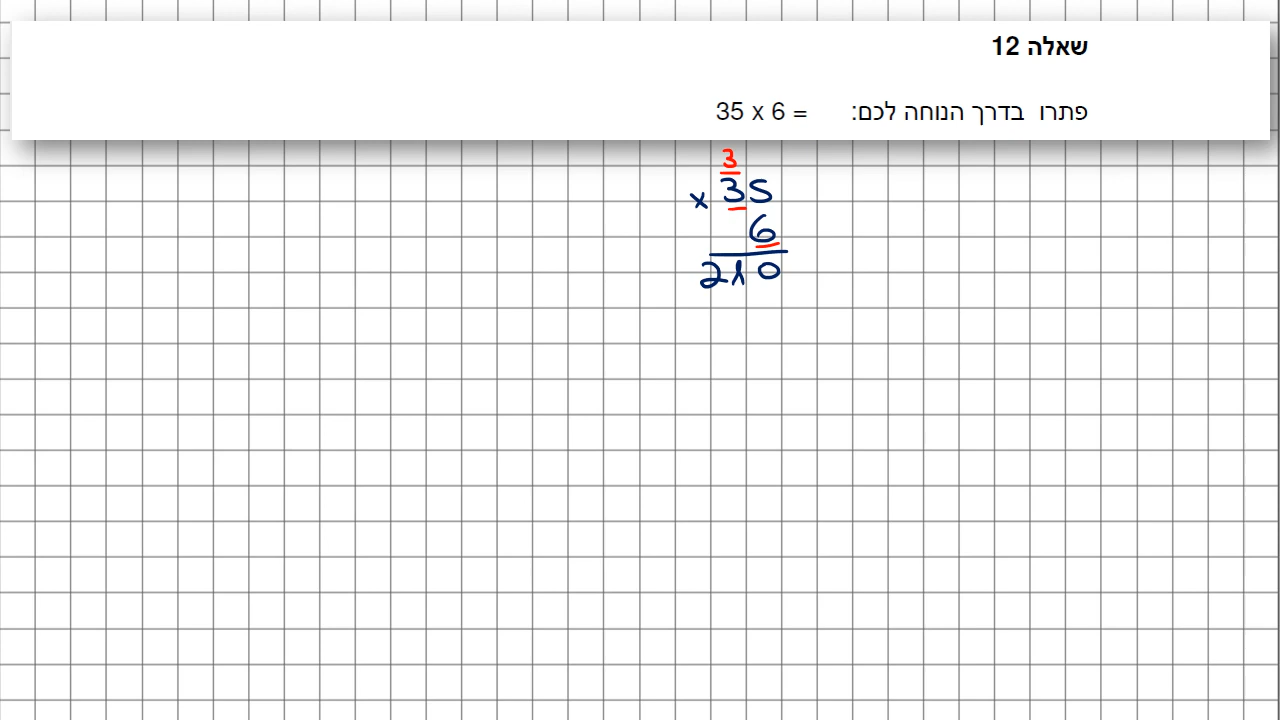 שאלה 12
פתרו בדרך הנוחה לכם: 35 x 6 =
3
x 35
6
210